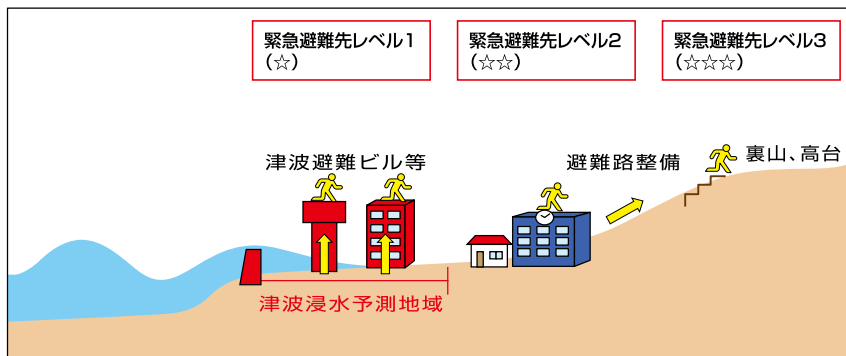 緊急避難先レベル1
(☆)
緊急避難先レベル2
(☆☆)
緊急避難先レベル3
(☆☆☆)
津波避難ビル等
避難路整備
裏山、高台
津波浸水予測地域